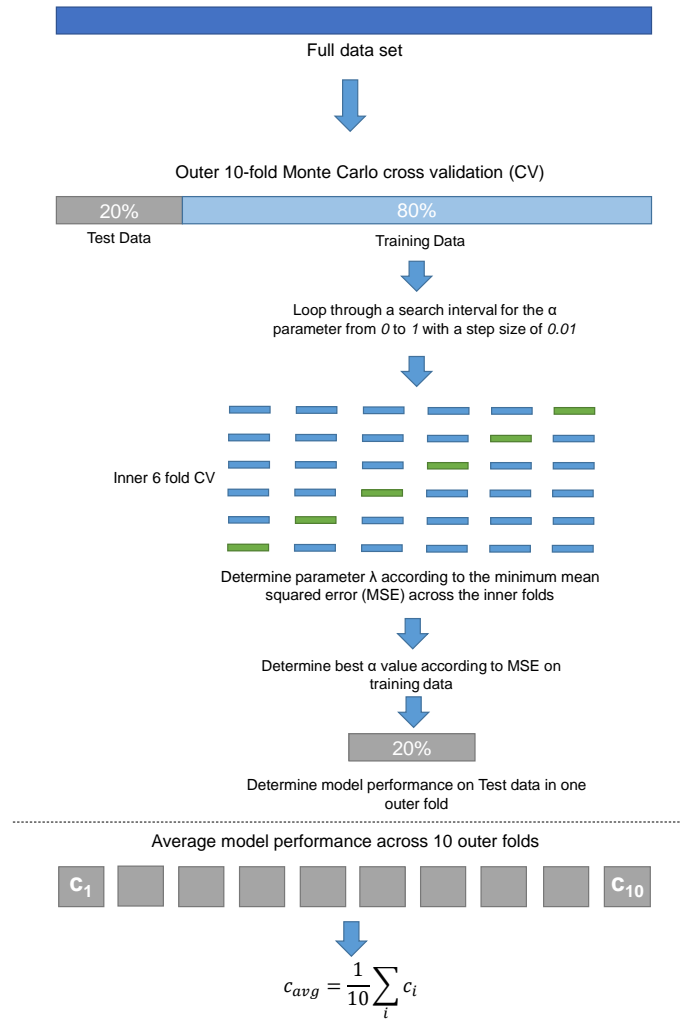 Full data set
Outer 10-fold Monte Carlo cross validation (CV)
20%
80%
Test Data
Training Data
Loop through a search interval for the α
parameter from 0 to 1 with a step size of 0.01
Inner 6 fold CV
Determine parameter λ according to the minimum mean
squared error (MSE) across the inner folds
Determine best α value according to MSE on
training data
20%
Determine model performance on Test data in one
outer fold
Average model performance across 10 outer folds
C₁
C₁₀
c_{avg} = \frac{1}{10} \sum_{i} c_i